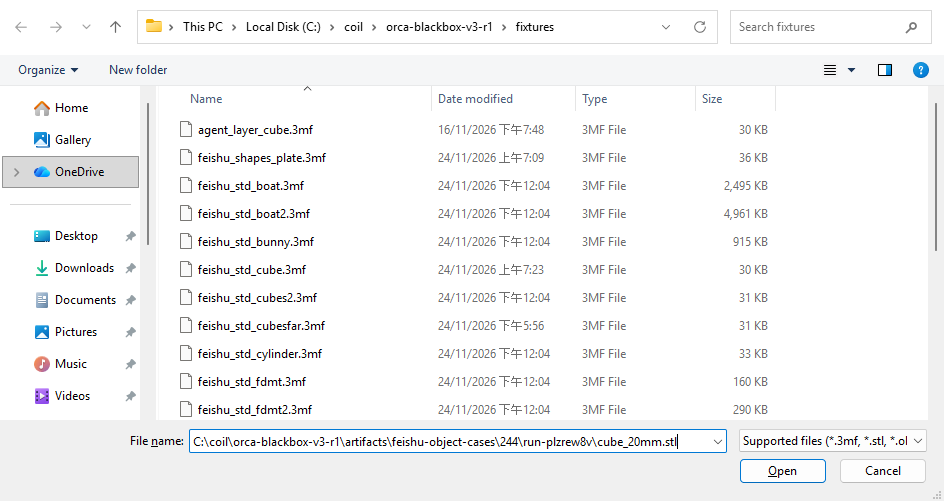 This PC > Local Disk (C:) > coil > orca-blackbox-v3-r1 > fixtures
Search fixtures
Organize
New folder
Home
Gallery
OneDrive
Desktop
Downloads
Documents
Pictures
Music
Videos
Name Date modified Type Size
agent_layer_cube.3mf 16/11/2026 下午7:48 3MF File 30 KB
feishu_shapes_plate.3mf 24/11/2026 上午7:09 3MF File 36 KB
feishu_std_boat.3mf 24/11/2026 下午12:04 3MF File 2,495 KB
feishu_std_boat2.3mf 24/11/2026 下午12:04 3MF File 4,961 KB
feishu_std_bunny.3mf 24/11/2026 下午12:04 3MF File 915 KB
feishu_std_cube.3mf 24/11/2026 上午7:23 3MF File 30 KB
feishu_std_cubes2.3mf 24/11/2026 下午12:04 3MF File 31 KB
feishu_std_cubesfar.3mf 24/11/2026 下午5:56 3MF File 31 KB
feishu_std_cylinder.3mf 24/11/2026 下午12:04 3MF File 33 KB
feishu_std_fdmt.3mf 24/11/2026 下午12:04 3MF File 160 KB
feishu_std_fdmt2.3mf 24/11/2026 下午12:04 3MF File 290 KB
File name: C:\coil\orca-blackbox-v3-r1\artifacts\feishu-object-cases\244\run-plzrew8v\cube_20mm.stl
Supported files (*.3mf, *.stl, *.ol
Open
Cancel